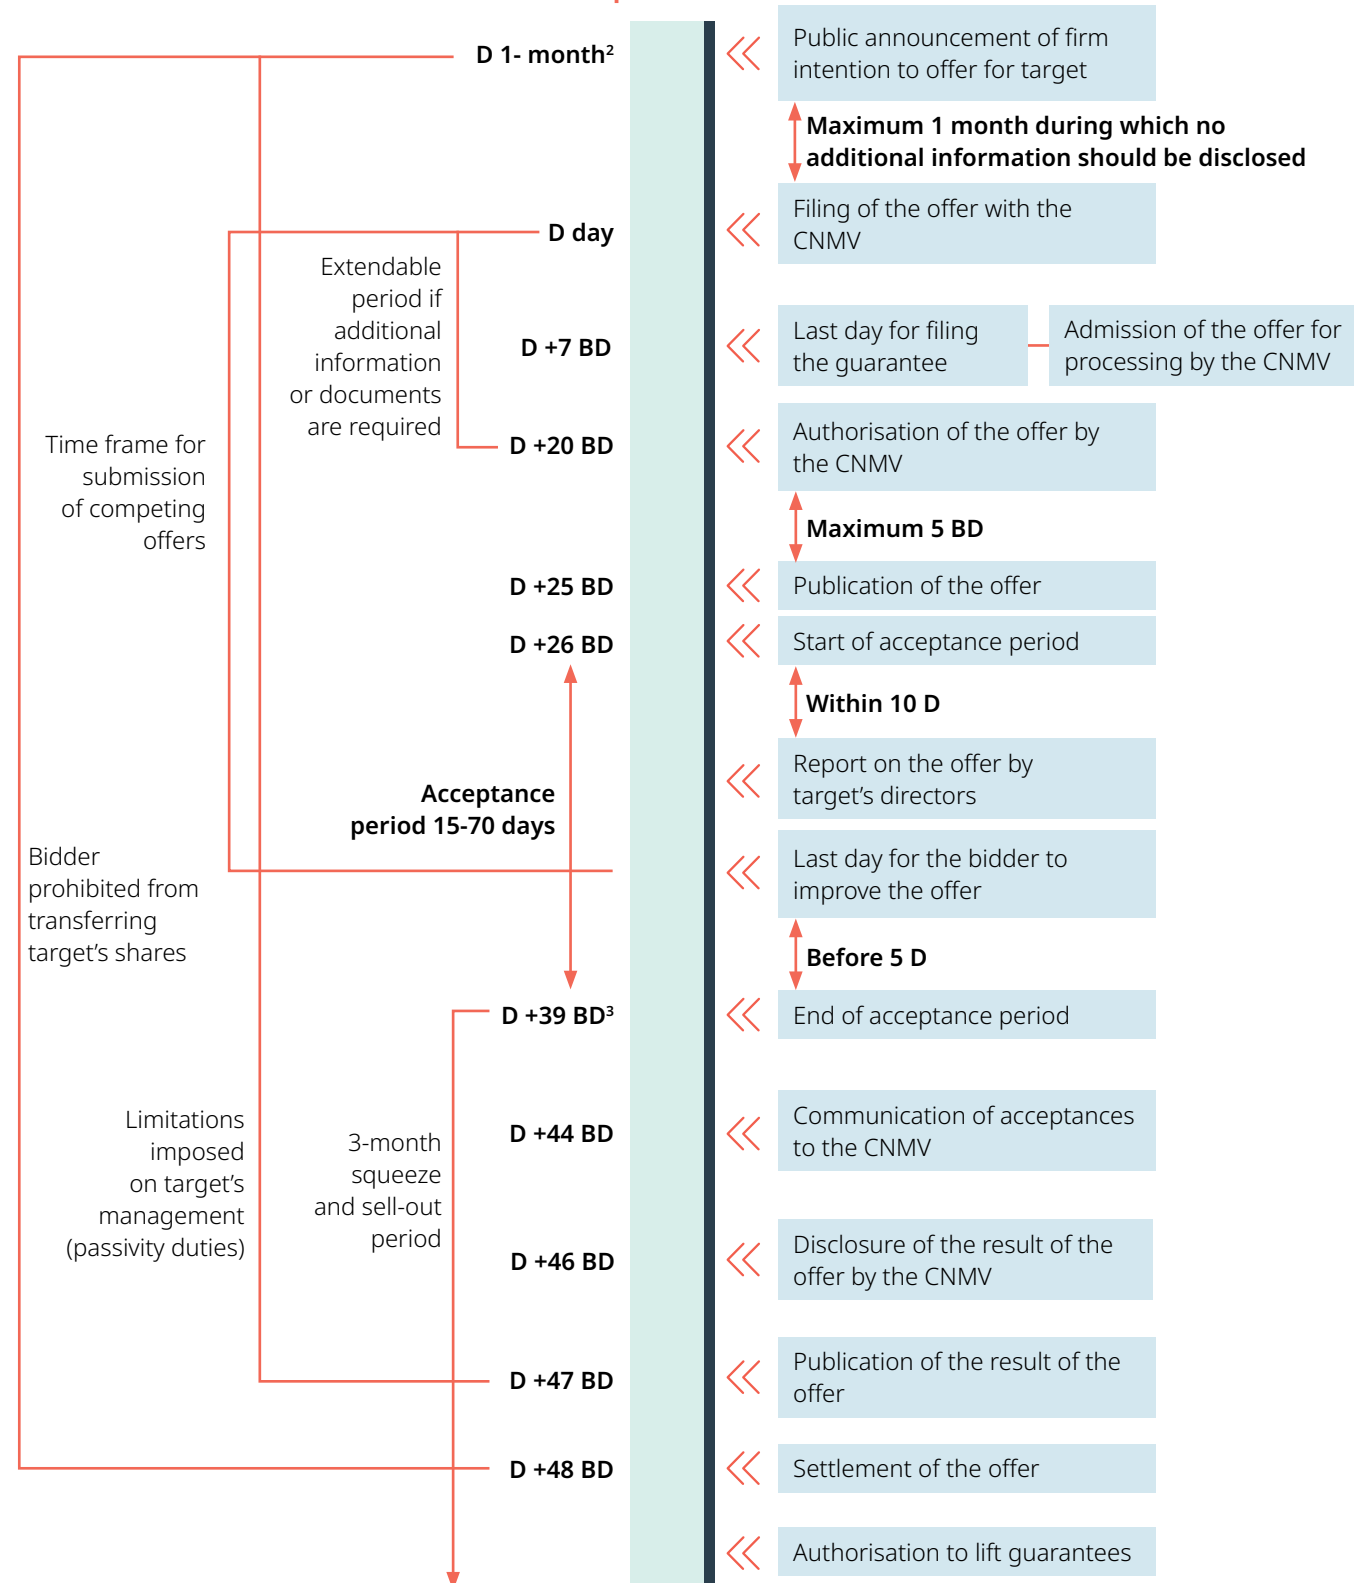 D 1- month²
Public announcement of firm
intention to offer for target
Maximum 1 month during which no
additional information should be disclosed
D day
Filing of the offer with the
CNMV
Extendable
period if
additional
information
or documents
are required
D +7 BD
Last day for filing
the guarantee
Admission of the offer for
processing by the CNMV
D +20 BD
Authorisation of the offer by
the CNMV
Time frame for
submission
of competing
offers
Maximum 5 BD
D +25 BD
Publication of the offer
D +26 BD
Start of acceptance period
Within 10 D
Report on the offer by
target’s directors
Acceptance
period 15-70 days
Last day for the bidder to
improve the offer
Bidder
prohibited from
transferring
target’s shares
Before 5 D
D +39 BD³
End of acceptance period
Limitations
imposed
on target’s
management
(passivity duties)
3-month
squeeze
and sell-out
period
D +44 BD
Communication of acceptances
to the CNMV
D +46 BD
Disclosure of the result of the
offer by the CNMV
D +47 BD
Publication of the result of the
offer
D +48 BD
Settlement of the offer
Authorisation to lift guarantees